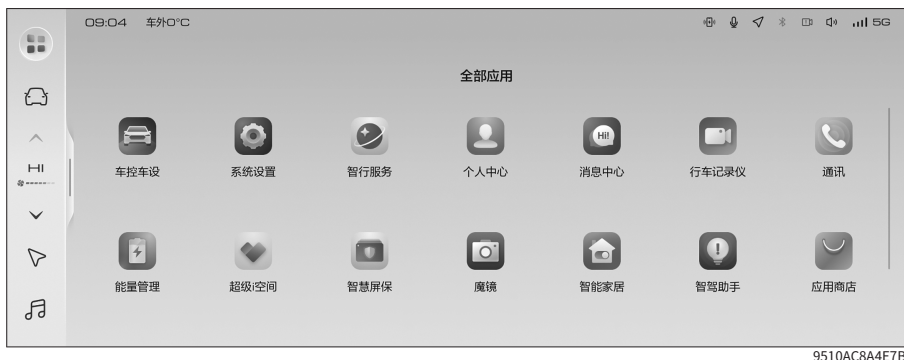 09:04 车外0°C 5G
全部应用
HI
车控车设 系统设置 智行服务 个人中心 消息中心 行车记录仪 通讯
Hi!
能量管理 超级i空间 智慧屏保 魔镜 智能家居 智驾助手 应用商店
9510AC8A4F7B